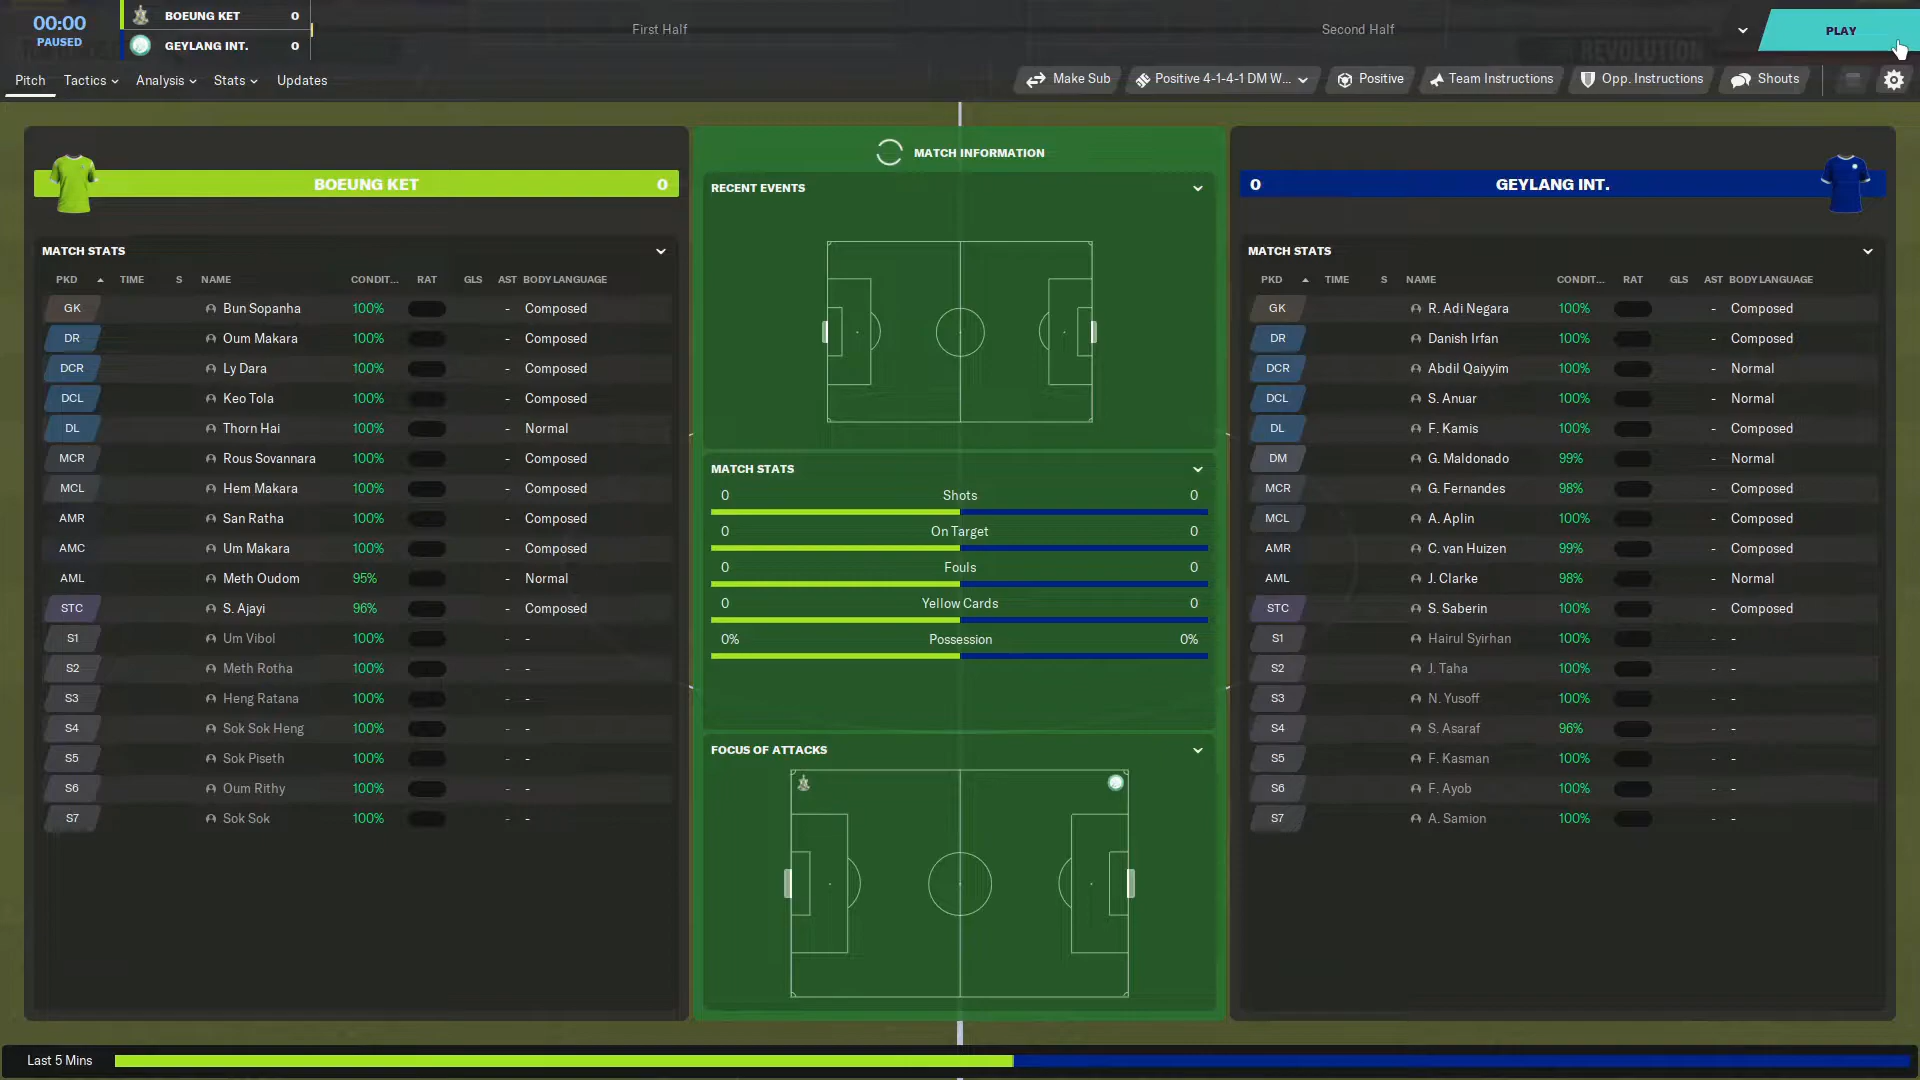 00:00
PAUSED
BOEUNG KET 0
GEYLANG INT. 0
First Half
Second Half
PLAY
REVOLUTION
Pitch Tactics Analysis Stats Updates
Make Sub Positive 4-1-4-1 DM W... Positive Team Instructions Opp. Instructions Shouts
BOEUNG KET 0
MATCH STATS
PKD TIME S NAME CONDIT... RAT GLS AST BODY LANGUAGE
GK Bun Sopanha 100% - Composed
DR Oum Makara 100% - Composed
DCR Ly Dara 100% - Composed
DCL Keo Tola 100% - Composed
DL Thorn Hai 100% - Normal
MCR Rous Sovannara 100% - Composed
MCL Hem Makara 100% - Composed
AMR San Ratha 100% - Composed
AMC Um Makara 100% - Composed
AML Meth Oudom 95% - Normal
STC S. Ajayi 96% - Composed
S1 Um Vibol 100% - -
S2 Meth Rotha 100% - -
S3 Heng Ratana 100% - -
S4 Sok Sok Heng 100% - -
S5 Sok Piseth 100% - -
S6 Oum Rithy 100% - -
S7 Sok Sok 100% - -
MATCH INFORMATION
RECENT EVENTS
MATCH STATS
0 Shots 0
0 On Target 0
0 Fouls 0
0 Yellow Cards 0
0% Possession 0%
FOCUS OF ATTACKS
0 GEYLANG INT.
MATCH STATS
PKD TIME S NAME CONDIT... RAT GLS AST BODY LANGUAGE
GK R. Adi Negara 100% - Composed
DR Danish Irfan 100% - Composed
DCR Abdil Qaiyyim 100% - Normal
DCL S. Anuar 100% - Normal
DL F. Kamis 100% - Composed
DM G. Maldonado 99% - Normal
MCR G. Fernandes 98% - Composed
MCL A. Aplin 100% - Composed
AMR C. van Huizen 99% - Composed
AML J. Clarke 98% - Normal
STC S. Saberin 100% - Composed
S1 Hairul Syirhan 100% - -
S2 J. Taha 100% - -
S3 N. Yusoff 100% - -
S4 S. Asaraf 96% - -
S5 F. Kasman 100% - -
S6 F. Ayob 100% - -
S7 A. Samion 100% - -
Last 5 Mins